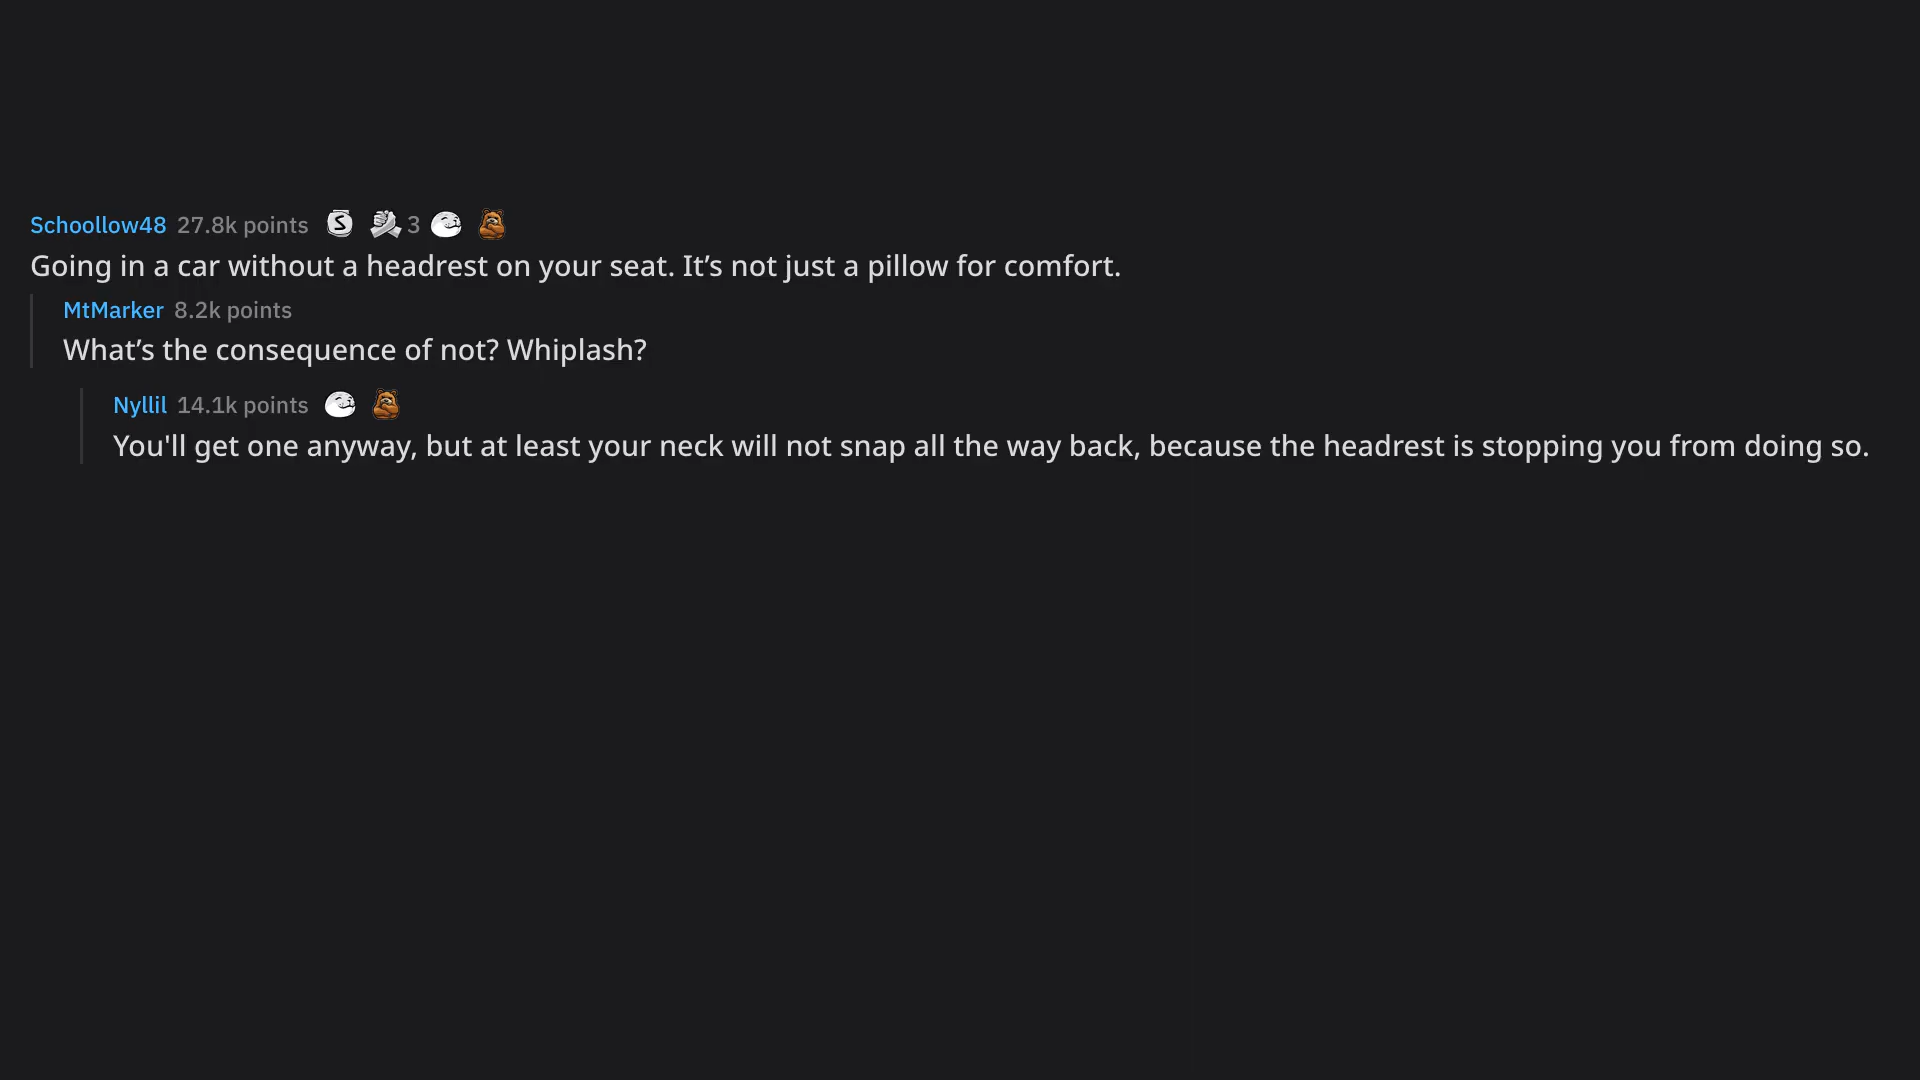 Schoollow48 27.8k points S 3
Going in a car without a headrest on your seat. It’s not just a pillow for comfort.
MtMarker 8.2k points
What’s the consequence of not? Whiplash?
Nyllil 14.1k points
You'll get one anyway, but at least your neck will not snap all the way back, because the headrest is stopping you from doing so.